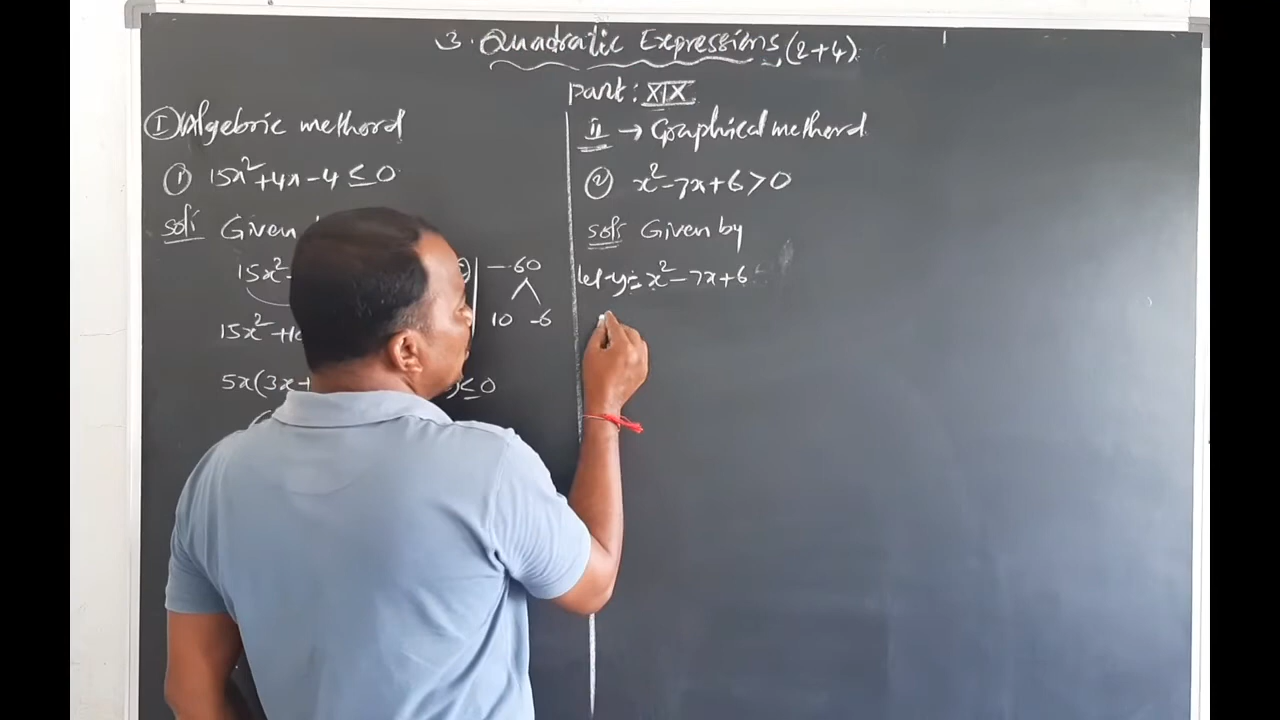 3. Quadratic Expressions (2+4)
Part: XIX
I Algebric methord
① 15x²+4x-4≤0
Sol: Given
15x²
15x²+10
5x(3x+ )≤0
-60
10 -6
II → Graphical methord
② x²-7x+6>0
Sol: Given by
let y = x²-7x+6